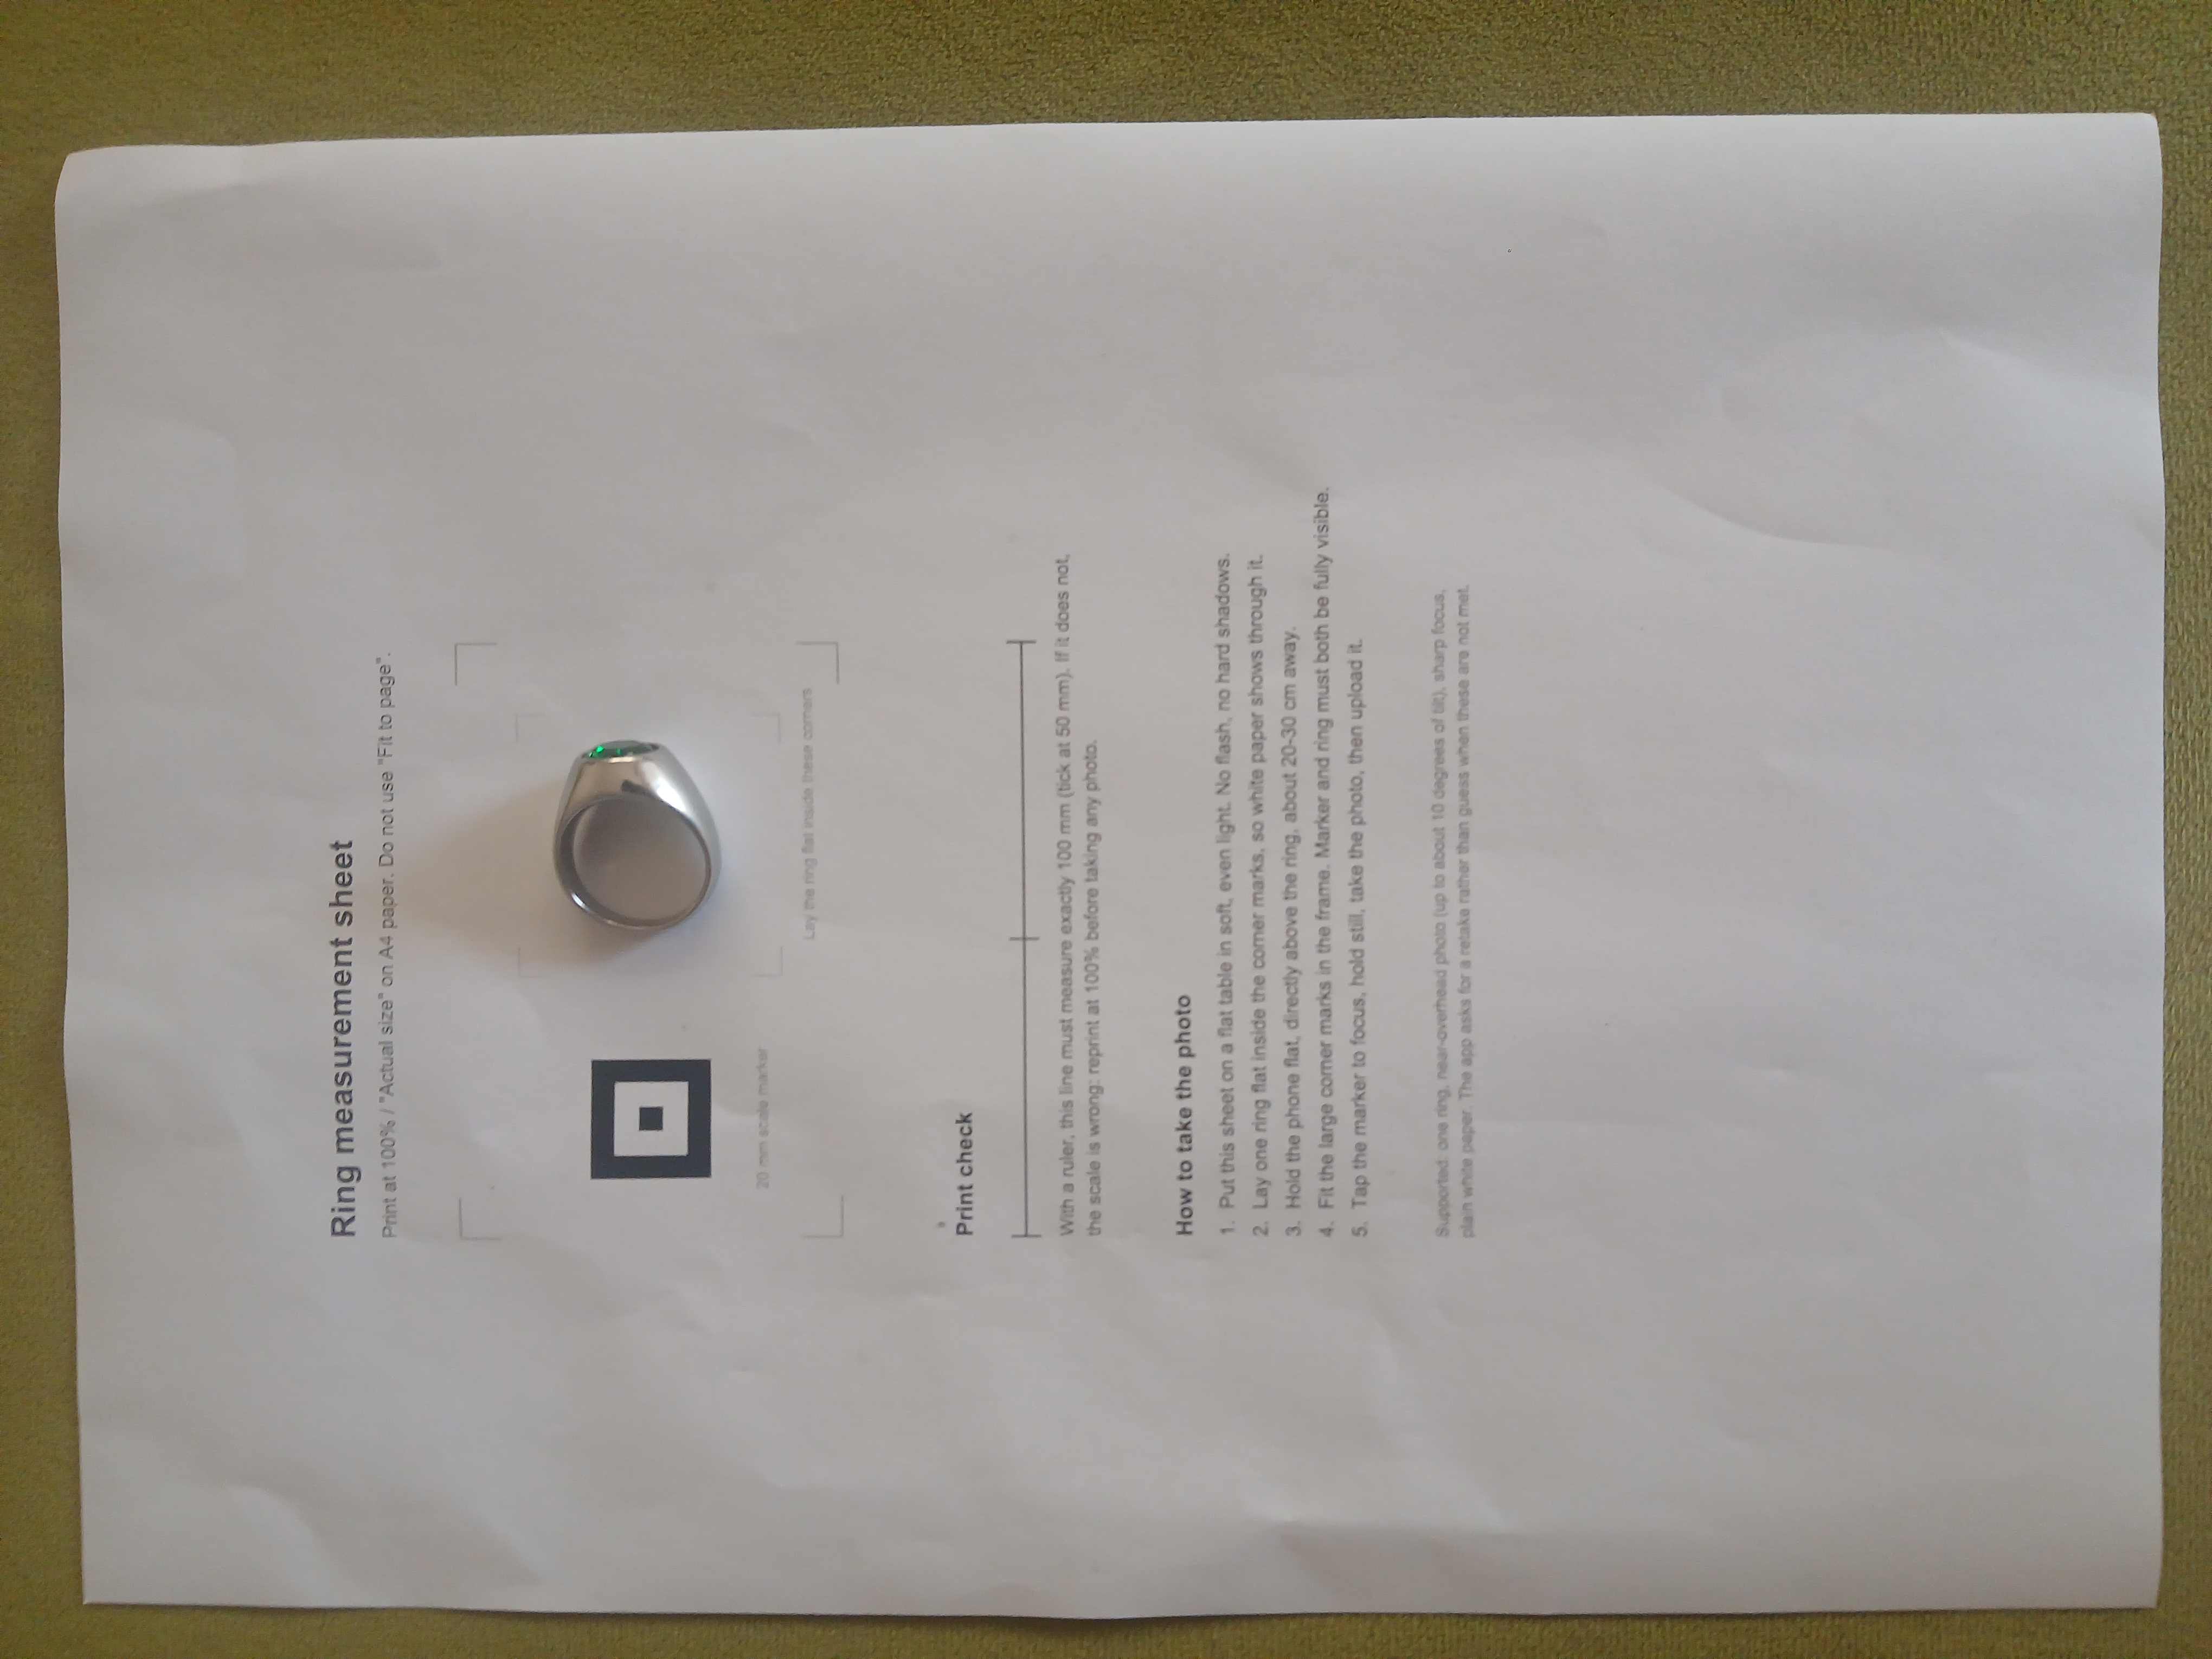 Ring measurement sheet
Print at 100% / "Actual size" on A4 paper. Do not use "Fit to page".
20 mm scale marker
Lay the ring flat inside these corners
Print check
With a ruler, this line must measure exactly 100 mm (tick at 50 mm). If it does not,
the scale is wrong: reprint at 100% before taking any photo.
How to take the photo
1. Put this sheet on a flat table in soft, even light. No flash, no hard shadows.
2. Lay one ring flat inside the corner marks, so white paper shows through it.
3. Hold the phone flat, directly above the ring, about 20-30 cm away.
4. Fit the large corner marks in the frame. Marker and ring must both be fully visible.
5. Tap the marker to focus, hold still, take the photo, then upload it.
Supported: one ring, near-overhead photo (up to about 10 degrees of tilt), sharp focus,
plain white paper. The app asks for a retake rather than guess when these are not met.